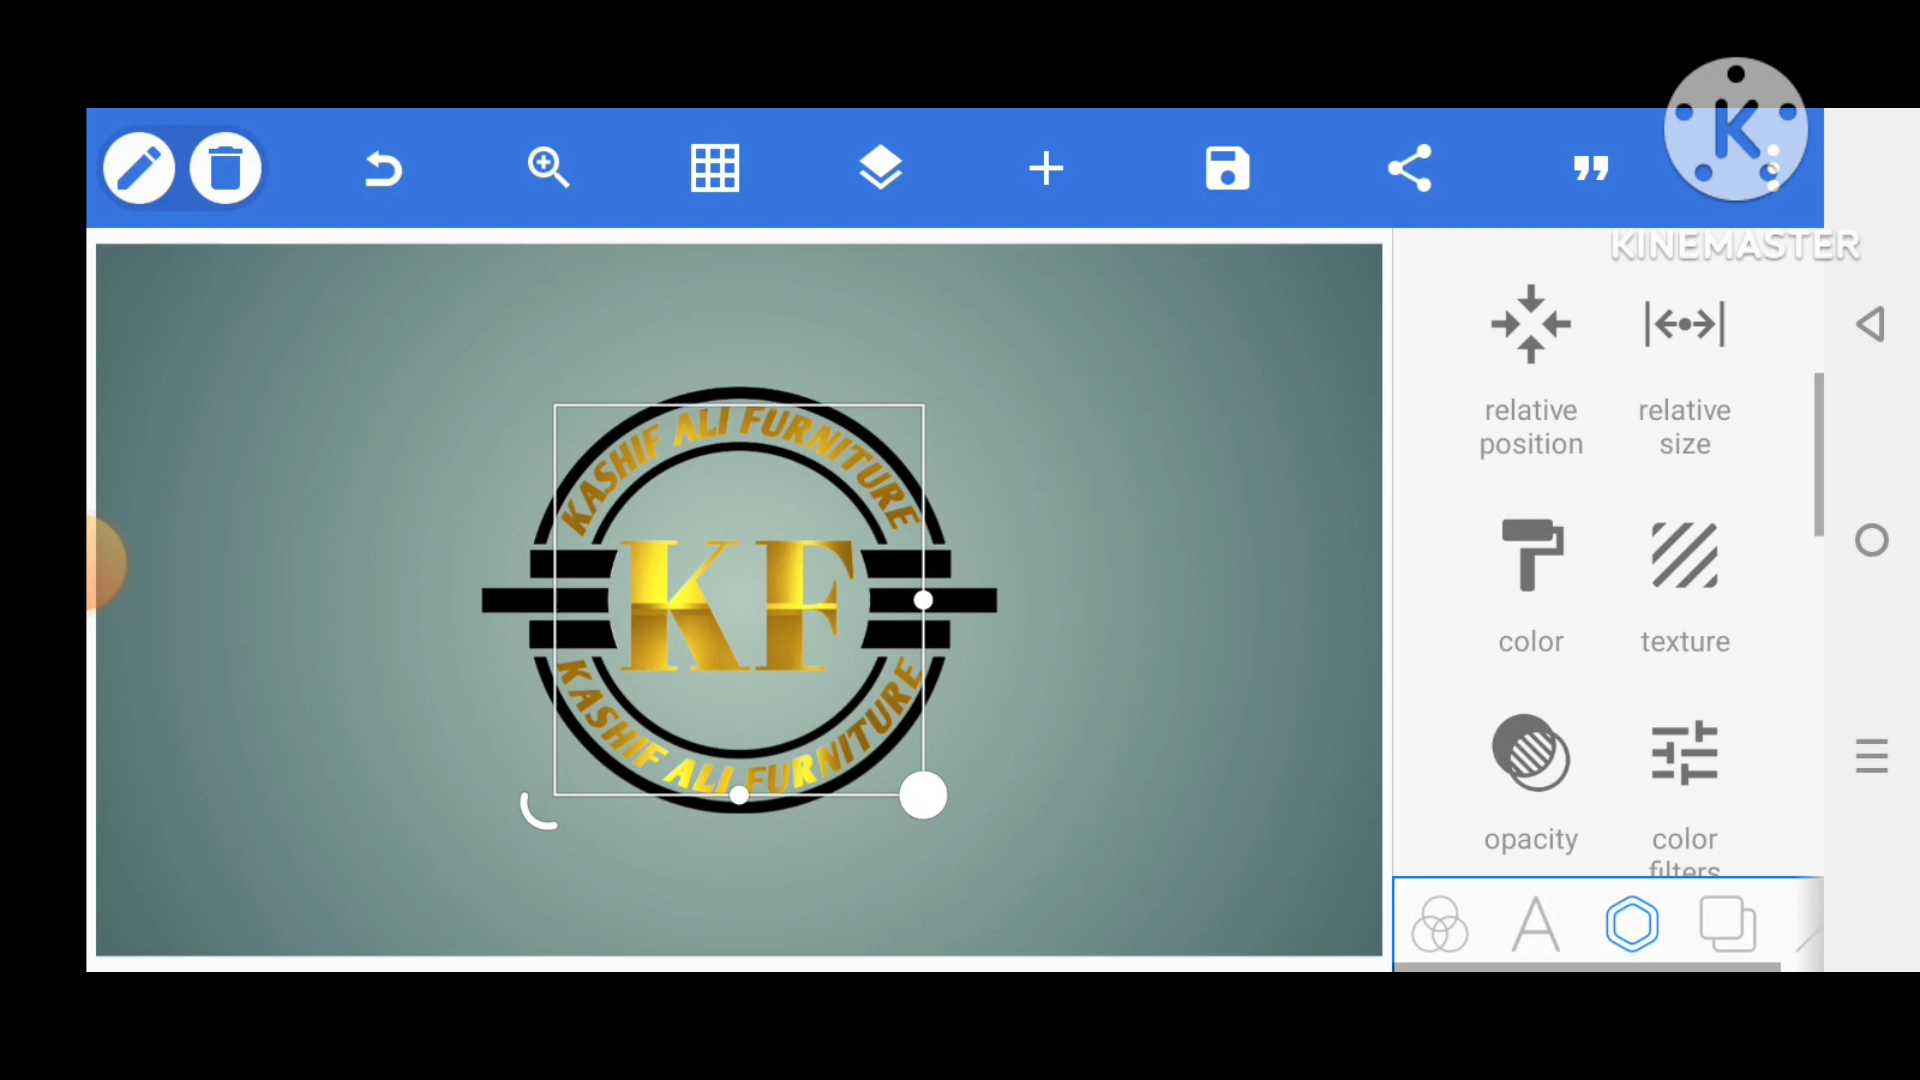 K
KINEMASTER
relative
position
relative
size
color
texture
opacity
color
filters
KASHIF ALI FURNITURE
KF
KASHIF ALI FURNITURE
A